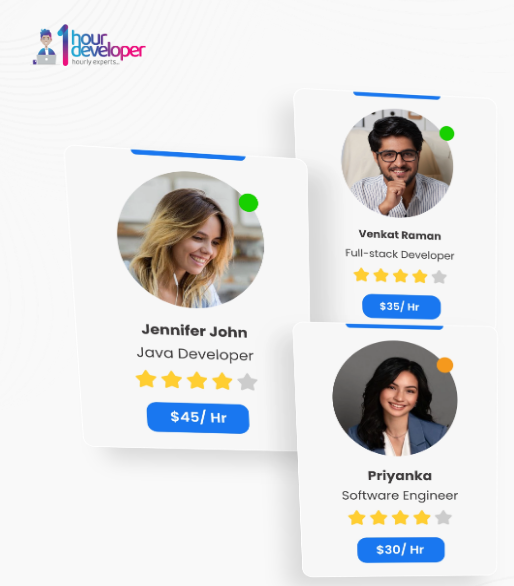 1 hour
developer
hourly experts...
Jennifer John
Java Developer
$45/ Hr
Venkat Raman
Full-stack Developer
$35/ Hr
Priyanka
Software Engineer
$30/ Hr